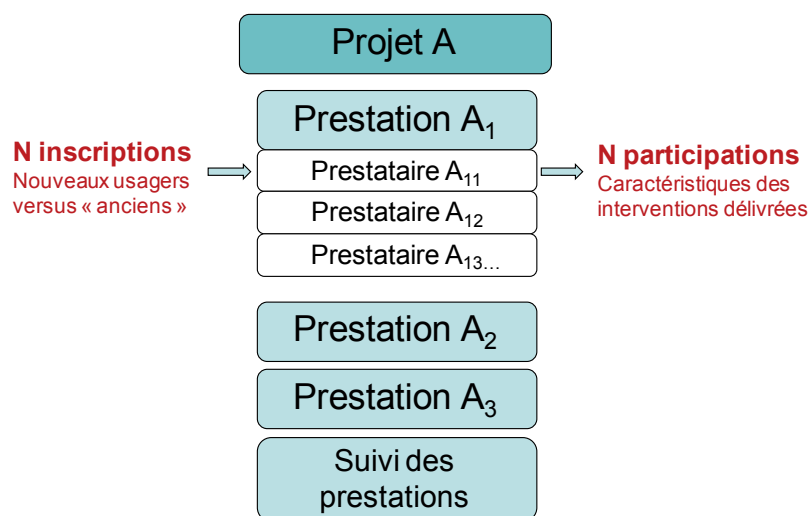 Projet A
Prestation A1
N inscriptions
Nouveaux usagers
versus « anciens »
Prestataire A11
Prestataire A12
Prestataire A13...
N participations
Caractéristiques des
interventions délivrées
Prestation A2
Prestation A3
Suivi des
prestations